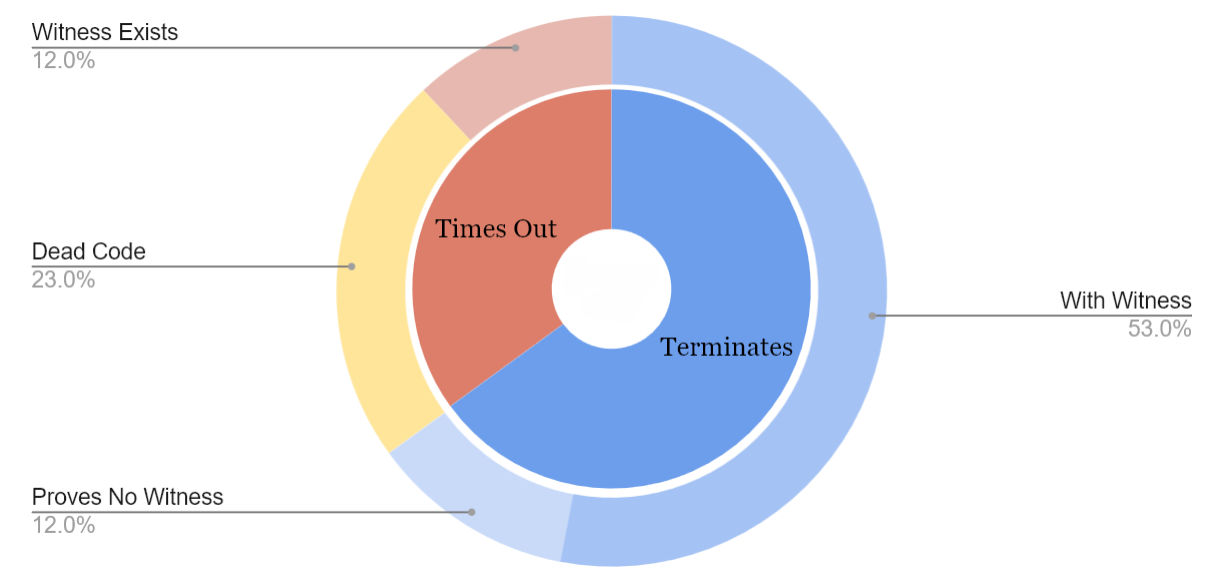 Witness Exists
12.0%
Times Out
Dead Code
23.0%
With Witness
53.0%
Terminates
Proves No Witness
12.0%